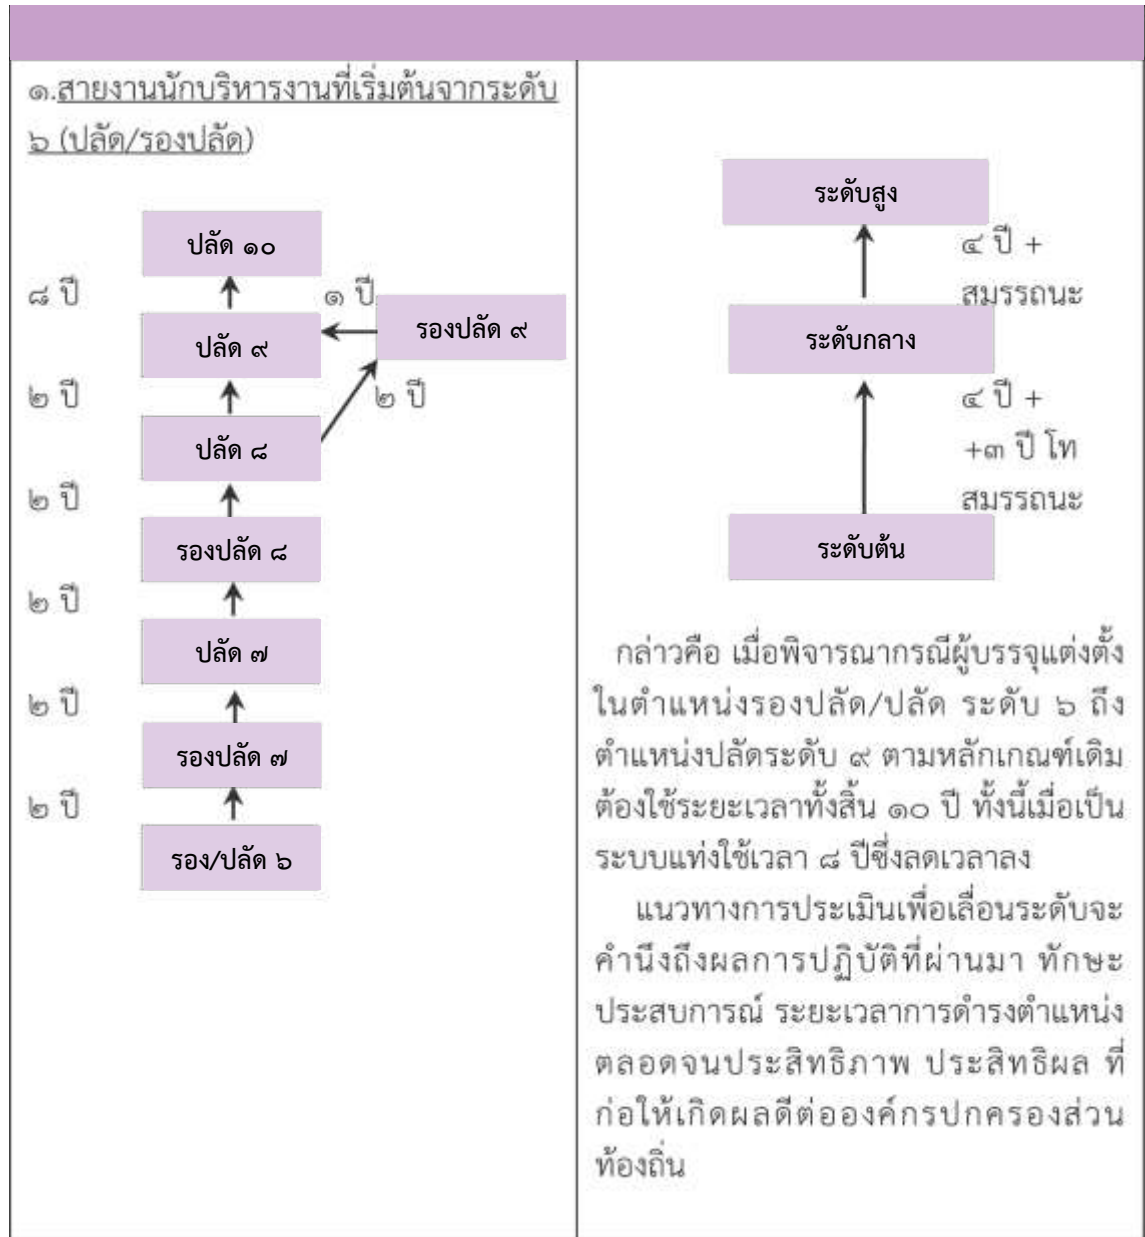 ๑.สายงานนักบริหารงานที่เริ่มต้นจากระดับ
๖ (ปลัด/รองปลัด)
ปลัด ๑๐
๘ ปี
๑ ปี
ปลัด ๙
รองปลัด ๙
๒ ปี
๒ ปี
ปลัด ๘
๒ ปี
รองปลัด ๘
๒ ปี
ปลัด ๗
๒ ปี
รองปลัด ๗
๒ ปี
รอง/ปลัด ๖
ระดับสูง
๔ ปี +
สมรรถนะ
ระดับกลาง
๔ ปี +
+๓ ปี โท
สมรรถนะ
ระดับต้น
กล่าวคือ เมื่อพิจารณากรณีผู้บรรจุแต่งตั้ง
ในตำแหน่งรองปลัด/ปลัด ระดับ ๖ ถึง
ตำแหน่งปลัดระดับ ๙ ตามหลักเกณฑ์เดิม
ต้องใช้ระยะเวลาทั้งสิ้น ๑๐ ปี ทั้งนี้เมื่อเป็น
ระบบแท่งใช้เวลา ๘ ปีซึ่งลดเวลาลง
แนวทางการประเมินเพื่อเลื่อนระดับจะ
คำนึงถึงผลการปฏิบัติที่ผ่านมา ทักษะ
ประสบการณ์ ระยะเวลาการดำรงตำแหน่ง
ตลอดจนประสิทธิภาพ ประสิทธิผล ที่
ก่อให้เกิดผลดีต่อองค์กรปกครองส่วน
ท้องถิ่น